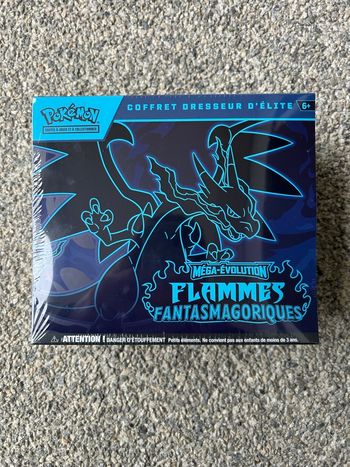 POKÉMON
CARTES À JOUER ET À COLLECTIONNER
COFFRET DRESSEUR D'ÉLITE
6+
MÉGA-ÉVOLUTION
FLAMMES
FANTASMAGORIQUES
ATTENTION ! DANGER D'ÉTOUFFEMENT Petits éléments. Ne convient pas aux enfants de moins de 3 ans.